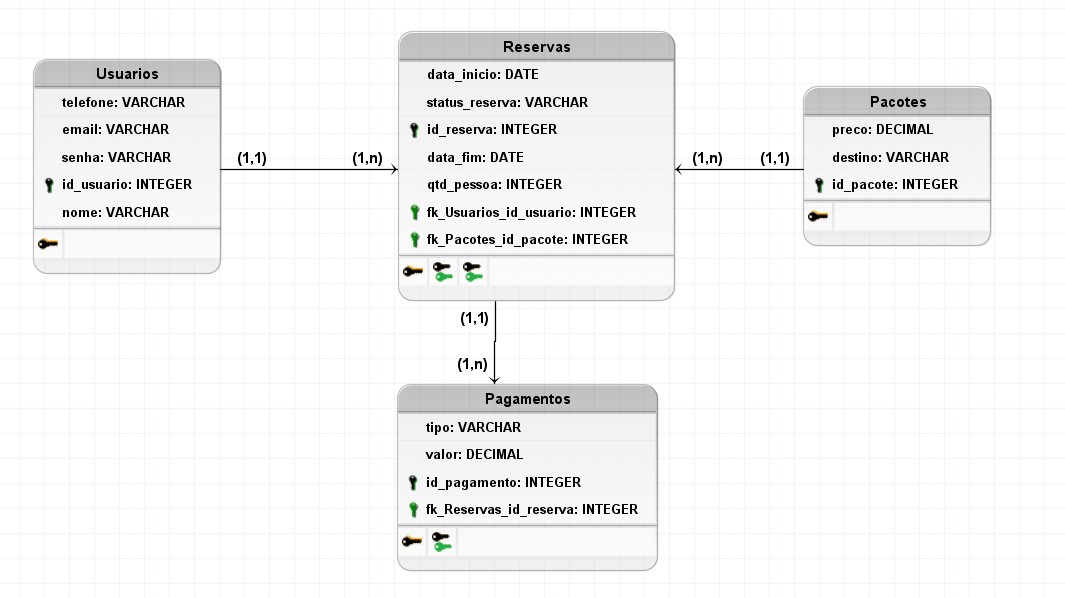 Usuarios
telefone: VARCHAR
email: VARCHAR
senha: VARCHAR
id_usuario: INTEGER
nome: VARCHAR
(1,1)
(1,n)
Reservas
data_inicio: DATE
status_reserva: VARCHAR
id_reserva: INTEGER
data_fim: DATE
qtd_pessoa: INTEGER
fk_Usuarios_id_usuario: INTEGER
fk_Pacotes_id_pacote: INTEGER
(1,n)
(1,1)
Pacotes
preco: DECIMAL
destino: VARCHAR
id_pacote: INTEGER
(1,1)
(1,n)
Pagamentos
tipo: VARCHAR
valor: DECIMAL
id_pagamento: INTEGER
fk_Reservas_id_reserva: INTEGER